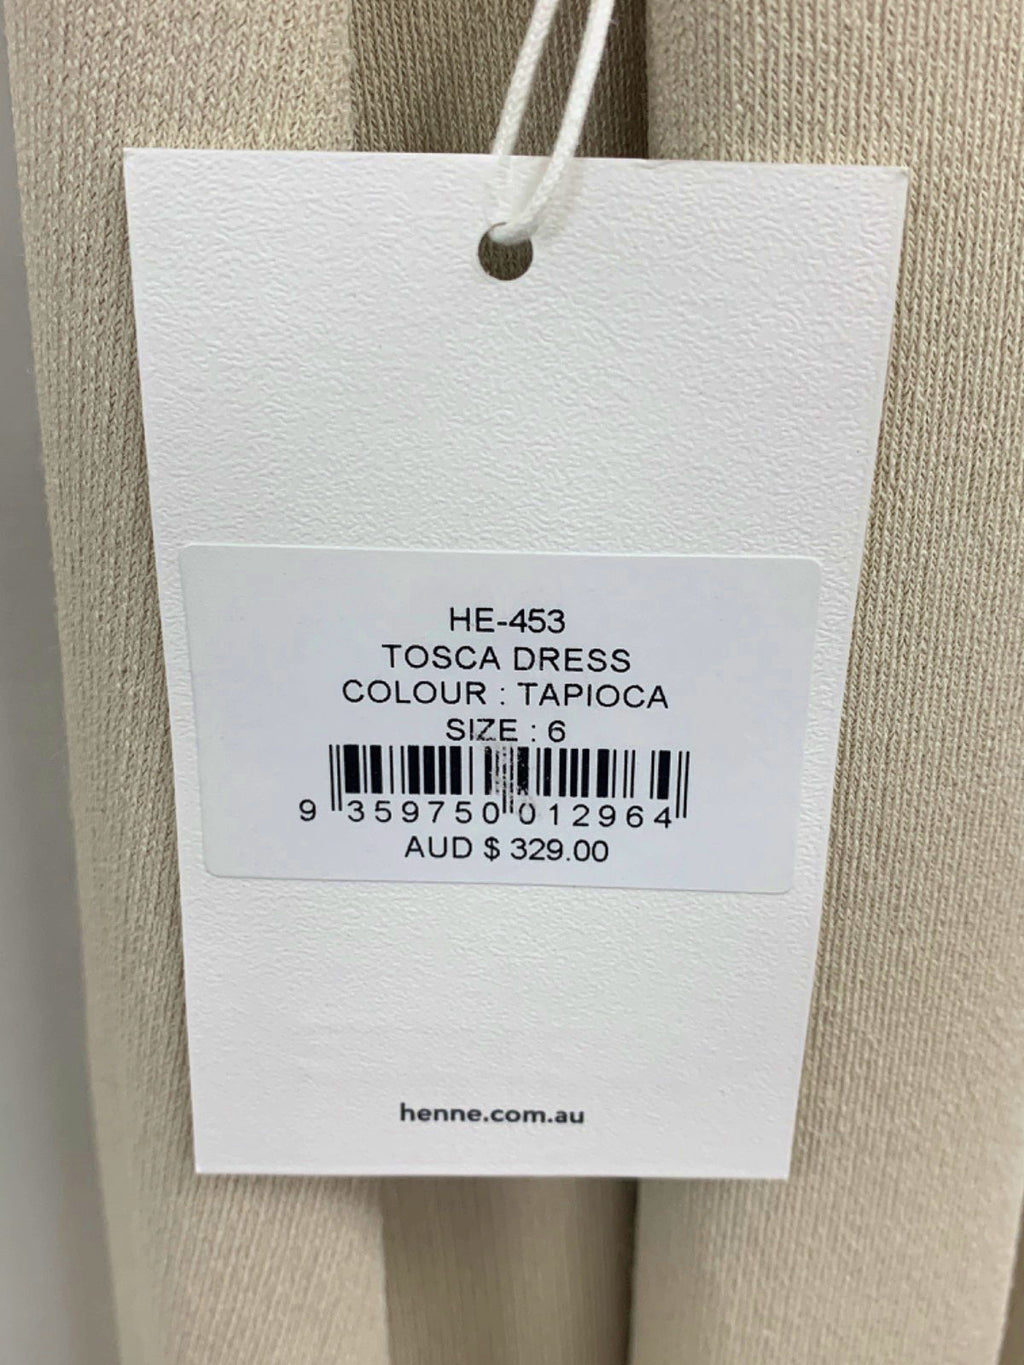 HE-453
TOSCA DRESS
COLOUR : TAPIOCA
SIZE : 6
9 359750 012964
AUD $ 329.00
henne.com.au